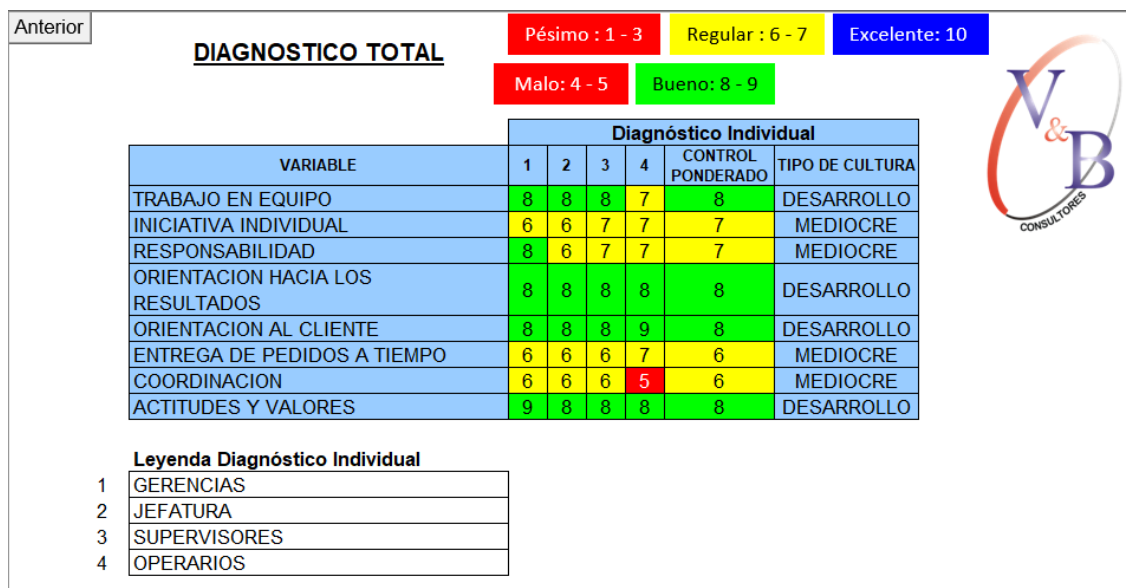 Anterior
DIAGNOSTICO TOTAL
Pésimo : 1 - 3
Regular : 6 - 7
Excelente: 10
Malo: 4 - 5
Bueno: 8 - 9
V&B
CONSULTORES
Diagnóstico Individual
VARIABLE 1 2 3 4 CONTROL PONDERADO TIPO DE CULTURA
TRABAJO EN EQUIPO 8 8 8 7 8 DESARROLLO
INICIATIVA INDIVIDUAL 6 6 7 7 7 MEDIOCRE
RESPONSABILIDAD 8 6 7 7 7 MEDIOCRE
ORIENTACION HACIA LOS
RESULTADOS 8 8 8 8 8 DESARROLLO
ORIENTACION AL CLIENTE 8 8 8 9 8 DESARROLLO
ENTREGA DE PEDIDOS A TIEMPO 6 6 6 7 6 MEDIOCRE
COORDINACION 6 6 6 5 6 MEDIOCRE
ACTITUDES Y VALORES 9 8 8 8 8 DESARROLLO
Leyenda Diagnóstico Individual
1 GERENCIAS
2 JEFATURA
3 SUPERVISORES
4 OPERARIOS